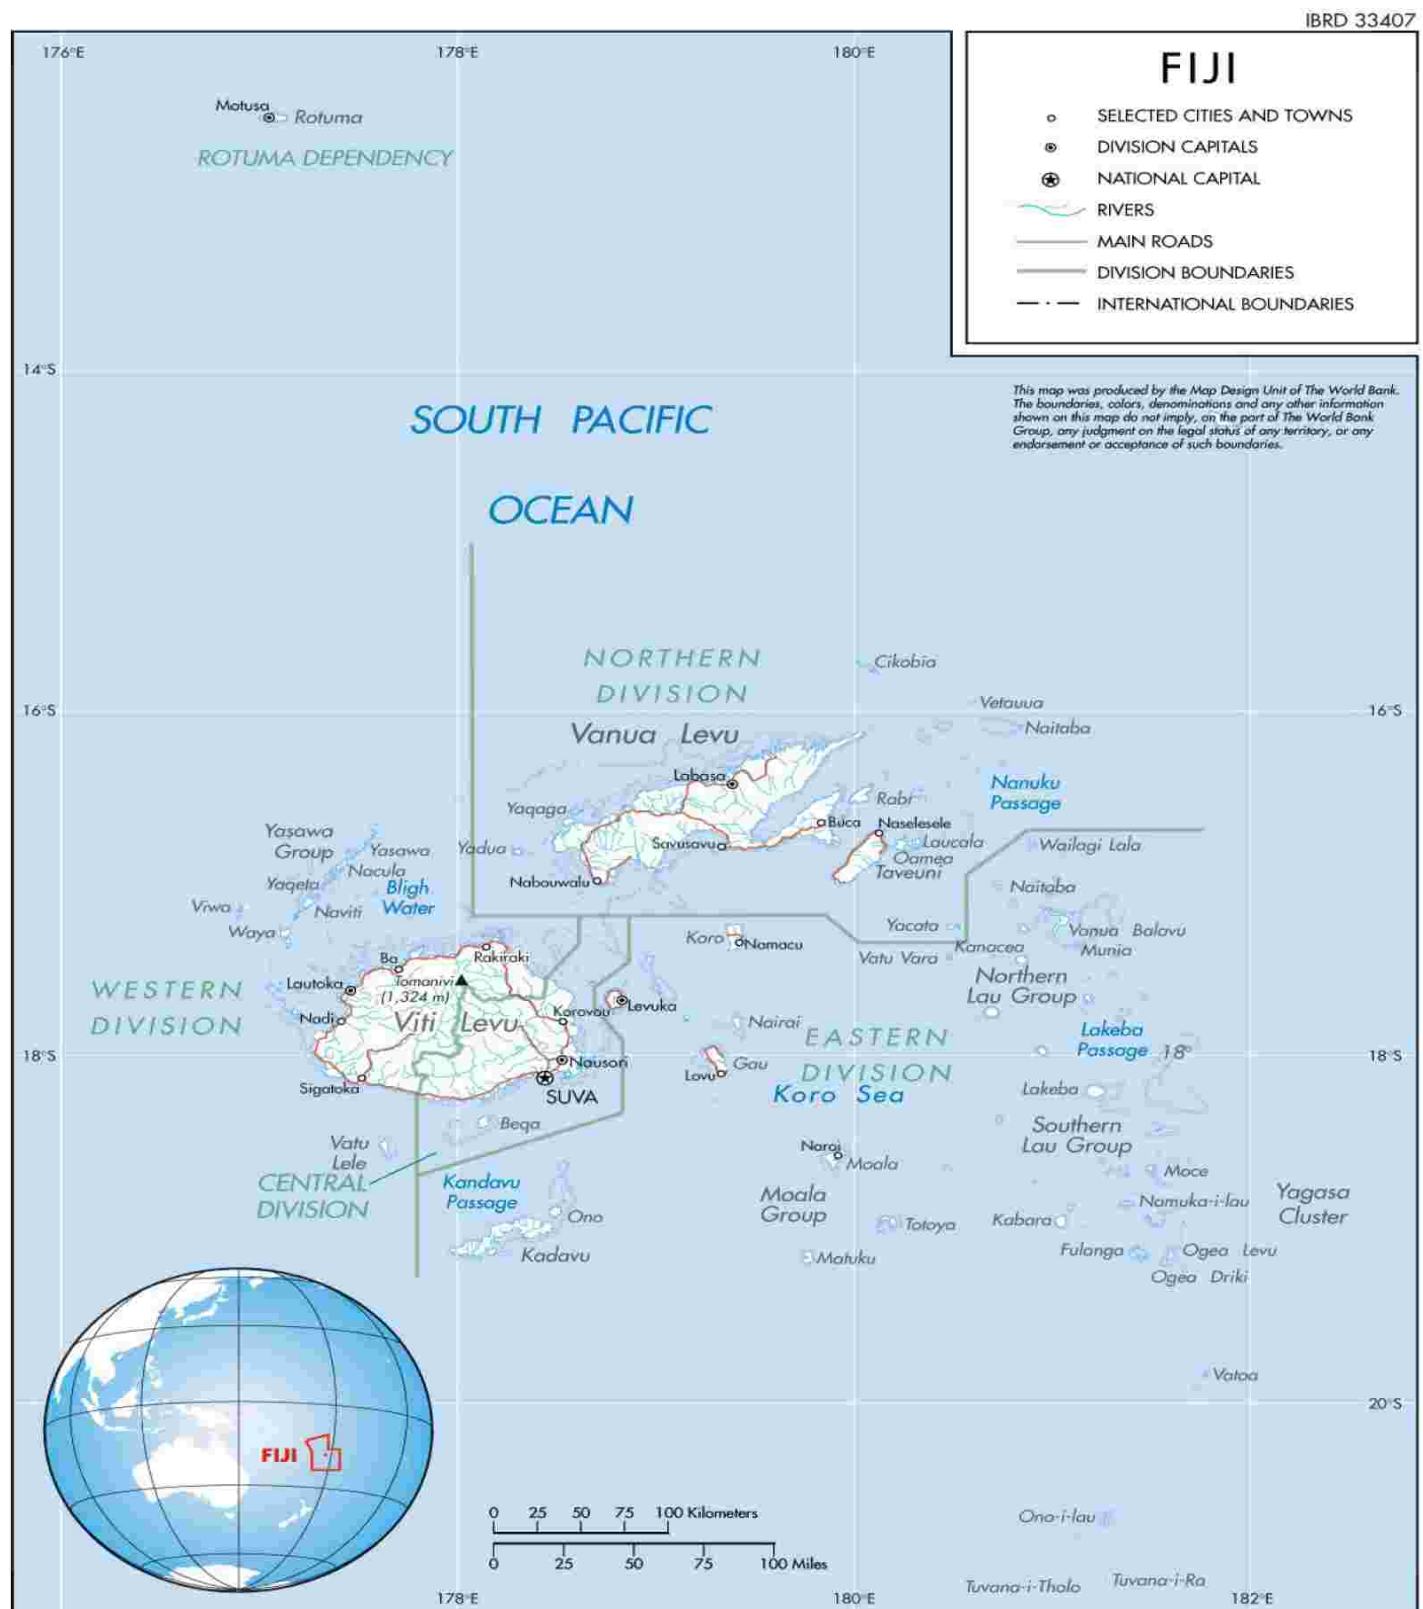 IBRD 33407
176°E
178°E
180°E
FIJI
SELECTED CITIES AND TOWNS
DIVISION CAPITALS
NATIONAL CAPITAL
RIVERS
MAIN ROADS
DIVISION BOUNDARIES
INTERNATIONAL BOUNDARIES
Motusa
Rotuma
ROTUMA DEPENDENCY
14°S
This map was produced by the Map Design Unit of The World Bank.
The boundaries, colors, denominations and any other information
shown on this map do not imply, on the part of The World Bank
Group, any judgment on the legal status of any territory, or any
endorsement or acceptance of such boundaries.
SOUTH PACIFIC
OCEAN
NORTHERN
DIVISION
Cikobia
Vetauua
16°S
16°S
Naitaba
Vanua Levu
Labasa
Nanuku
Passage
Rabi
Yaqaga
Buca
Naselesele
Yasawa
Group
Yasawa
Yadua
Savusavu
Laucala
Wailagi Lala
Qamea
Nacula
Taveuni
Yaqeta
Bligh
Water
Nabouwalu
Naitaba
Viwa
Naviti
Waya
Yacata
Vanua Balavu
Koro
Namacu
Kanacea
Munia
Ba
Rakiraki
Vatu Vara
Northern
Lau Group
Tomanivi
(1,324 m)
Lautoka
WESTERN
DIVISION
Levuka
Nadi
Viti Levu
Korovou
Nairai
EASTERN
DIVISION
Lakeba
Passage
18°
18°S
18°S
Nausori
Gau
Lovu
Sigatoka
SUVA
Koro Sea
Lakeba
Beqa
Southern
Lau Group
Vatu
Lele
Naroi
Moala
Moce
CENTRAL
DIVISION
Kandavu
Passage
Moala
Group
Namuka-i-lau
Yagasa
Cluster
Ono
Totoya
Kabara
Kadavu
Matuku
Fulanga
Ogea Levu
Ogea Driki
Vatoa
20°S
FIJI
0 25 50 75 100 Kilometers
0 25 50 75 100 Miles
Ono-i-lau
Tuvana-i-Tholo
Tuvana-i-Ra
178°E
180°E
182°E